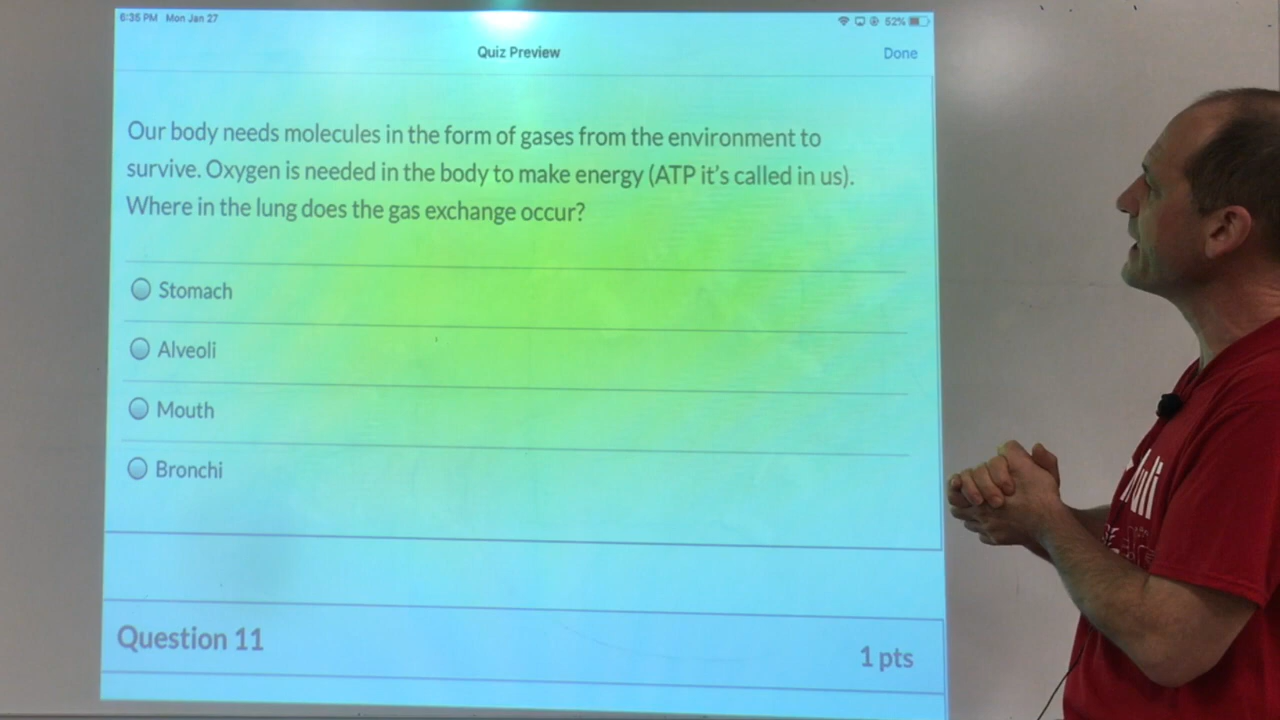 6:35 PM Mon Jan 27
52%
Quiz Preview
Done
Our body needs molecules in the form of gases from the environment to
survive. Oxygen is needed in the body to make energy (ATP it's called in us).
Where in the lung does the gas exchange occur?
Stomach
Alveoli
Mouth
Bronchi
Question 11
1 pts